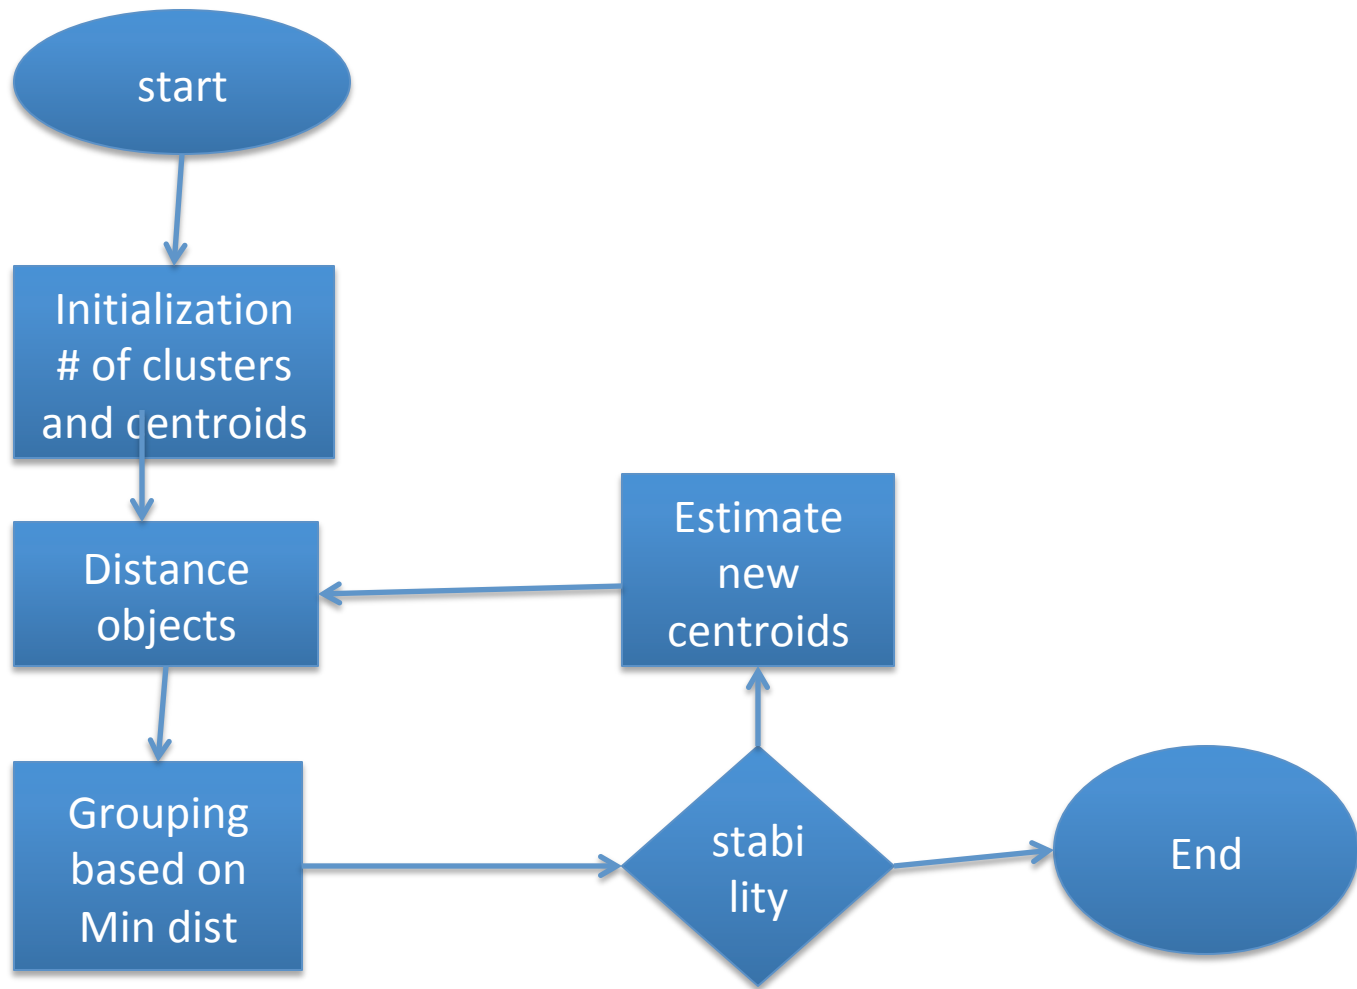 start
Initialization
# of clusters
and centroids
Distance
objects
Estimate
new
centroids
Grouping
based on
Min dist
stabi
lity
End